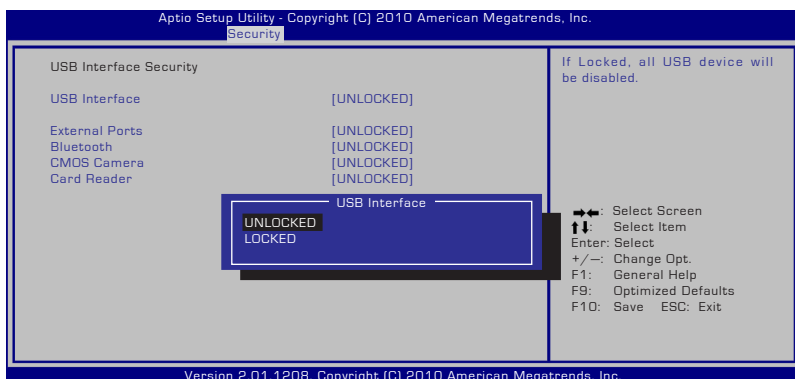 Aptio Setup Utility - Copyright (C) 2010 American Megatrends, Inc.
Security
USB Interface Security
USB Interface [UNLOCKED]
External Ports [UNLOCKED]
Bluetooth [UNLOCKED]
CMOS Camera [UNLOCKED]
Card Reader [UNLOCKED]
USB Interface
UNLOCKED
LOCKED
If Locked, all USB device will
be disabled.
→←: Select Screen
↑↓: Select Item
Enter: Select
+/—: Change Opt.
F1: General Help
F9: Optimized Defaults
F10: Save ESC: Exit
Version 2.01.1208. Copyright (C) 2010 American Megatrends, Inc.